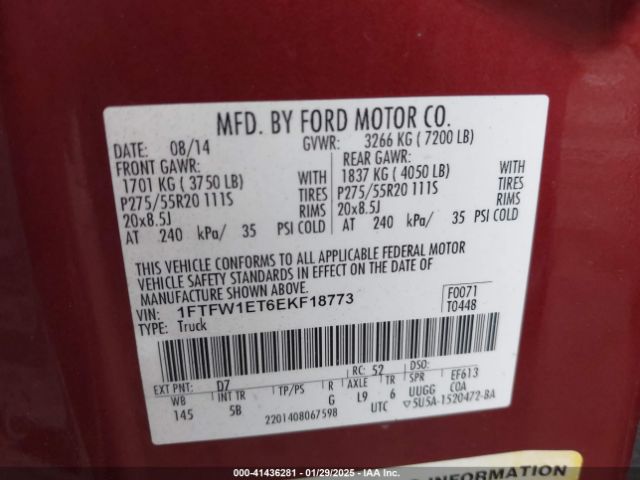 MFD. BY FORD MOTOR CO.
DATE: 08/14 GVWR: 3266 KG ( 7200 LB)
FRONT GAWR: REAR GAWR:
1701 KG ( 3750 LB) WITH 1837 KG ( 4050 LB) WITH
P275/55R20 111S TIRES P275/55R20 111S TIRES
20x8.5J RIMS 20x8.5J RIMS
AT 240 kPa/ 35 PSI COLD AT 240 kPa/ 35 PSI COLD
THIS VEHICLE CONFORMS TO ALL APPLICABLE FEDERAL MOTOR
VEHICLE SAFETY STANDARDS IN EFFECT ON THE DATE OF
MANUFACTURE SHOWN ABOVE.
VIN: 1FTFW1ET6EKF18773 F0071
TYPE: Truck T0448
EXT PNT: D7 RC: 52 DSO:
WB INT TR TP/PS R AXLE TR SPR EF613
145 5B G L9 6 UUGG COA
2201408067598 UTC 5U5A-1520472-BA
INFORMATION
000-41436281 - 01/29/2025 - IAA Inc.